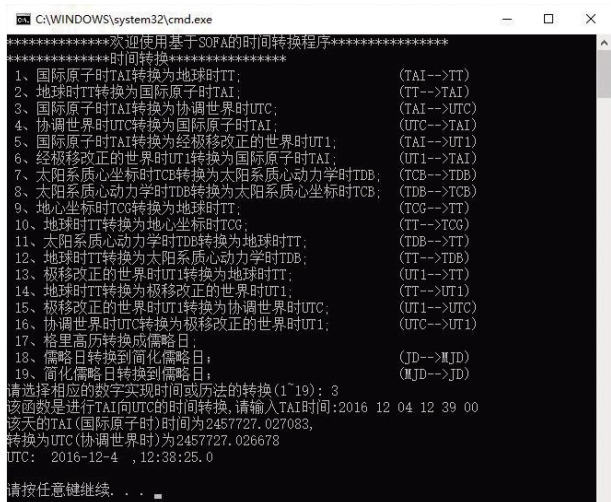 C:\WINDOWS\system32\cmd.exe
**************欢迎使用基于SOFA的时间转换程序****************
**************时间转换****************
1、国际原子时TAI转换为地球时TT; (TAI-->TT)
2、地球时TT转换为国际原子时TAI; (TT-->TAI)
3、国际原子时TAI转换为协调世界时UTC; (TAI-->UTC)
4、协调世界时UTC转换为国际原子时TAI; (UTC-->TAI)
5、国际原子时TAI转换为经极移改正的世界时UT1; (TAI-->UT1)
6、经极移改正的世界时UT1转换为国际原子时TAI; (UT1-->TAI)
7、太阳系质心坐标时TCB转换为太阳系质心动力学时TDB; (TCB-->TDB)
8、太阳系质心动力学时TDB转换为太阳系质心坐标时TCB; (TDB-->TCB)
9、地心坐标时TCG转换为地球时TT; (TCG-->TT)
10、地球时TT转换为地心坐标时TCG; (TT-->TCG)
11、太阳系质心动力学时TDB转换为地球时TT; (TDB-->TT)
12、地球时TT转换为太阳系质心动力学时TDB; (TT-->TDB)
13、极移改正的世界时UT1转换为地球时TT; (UT1-->TT)
14、地球时TT转换为极移改正的世界时UT1; (TT-->UT1)
15、极移改正的世界时UT1转换为协调世界时UTC; (UT1-->UTC)
16、协调世界时UTC转换为极移改正的世界时UT1; (UTC-->UT1)
17、格里高历转换成儒略日;
18、儒略日转换到简化儒略日; (JD-->MJD)
19、简化儒略日转换到儒略日; (MJD-->JD)
请选择相应的数字实现时间或历法的转换(1~19): 3
该函数是进行TAI向UTC的时间转换,请输入TAI时间:2016 12 04 12 39 00
该天的TAI(国际原子时)时间为2457727.027083,
转换为UTC(协调世界时)为2457727.026678
UTC: 2016-12-4 ,12:38:25.0
请按任意键继续. . .